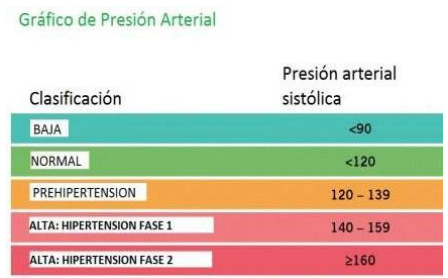 Gráfico de Presión Arterial
Clasificación
Presión arterial
sistólica
BAJA
<90
NORMAL
<120
PREHIPERTENSION
120 – 139
ALTA: HIPERTENSION FASE 1
140 – 159
ALTA: HIPERTENSION FASE 2
≥160